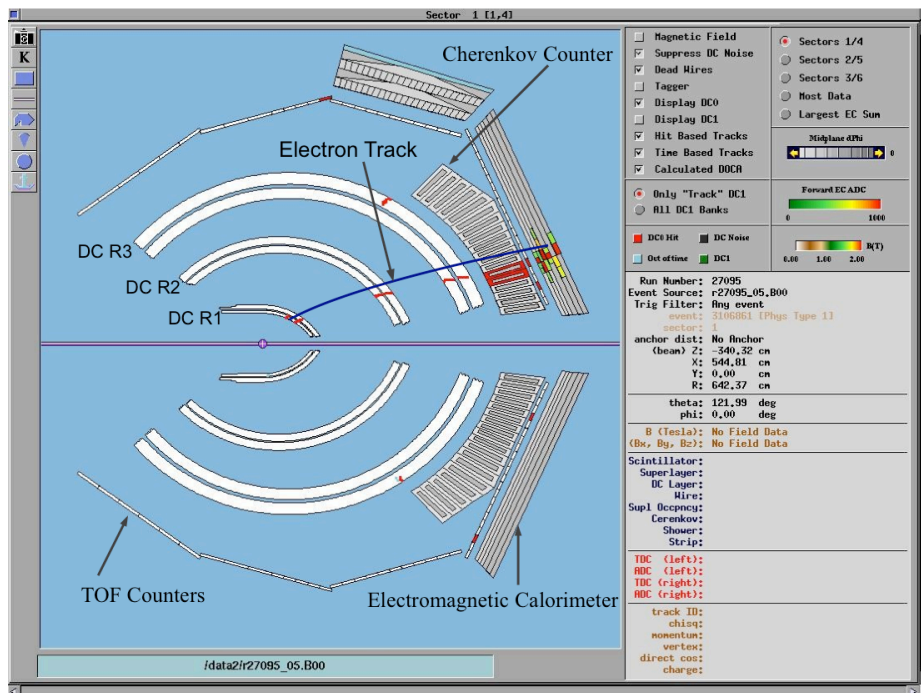 Sector 1 [1,4]
K
Cherenkov Counter
Electron Track
DC R3
DC R2
DC R1
TOF Counters
Electromagnetic Calorimeter
/data2/r27095_05.B00
Magnetic Field
Suppress DC Noise
Dead Wires
Tagger
Display DC0
Display DC1
Hit Based Tracks
Time Based Tracks
Calculated DOCA
Sectors 1/4
Sectors 2/5
Sectors 3/6
Most Data
Largest EC Sum
Midplane dPhi
0
Only "Track" DC1
All DC1 Banks
Forward EC ADC
0 1000
DC0 Hit DC Noise
Out of time DC1
B(T)
0.00 1.00 2.00
Run Number: 27095
Event Source: r27095_05.B00
Trig Filter: Any event
event: 3106861 [Phys Type 1]
sector: 1
anchor dist: No Anchor
(beam) Z: -340.32 cm
X: 544.81 cm
Y: 0.00 cm
R: 642.37 cm
theta: 121.99 deg
phi: 0.00 deg
B (Tesla): No Field Data
(Bx, By, Bz): No Field Data
Scintillator:
Superlayer:
DC Layer:
Wire:
Supl Occpncy:
Cerenkov:
Shower:
Strip:
TDC (left):
ADC (left):
TDC (right):
ADC (right):
track ID:
chisq:
momentum:
vertex:
direct cos:
charge: